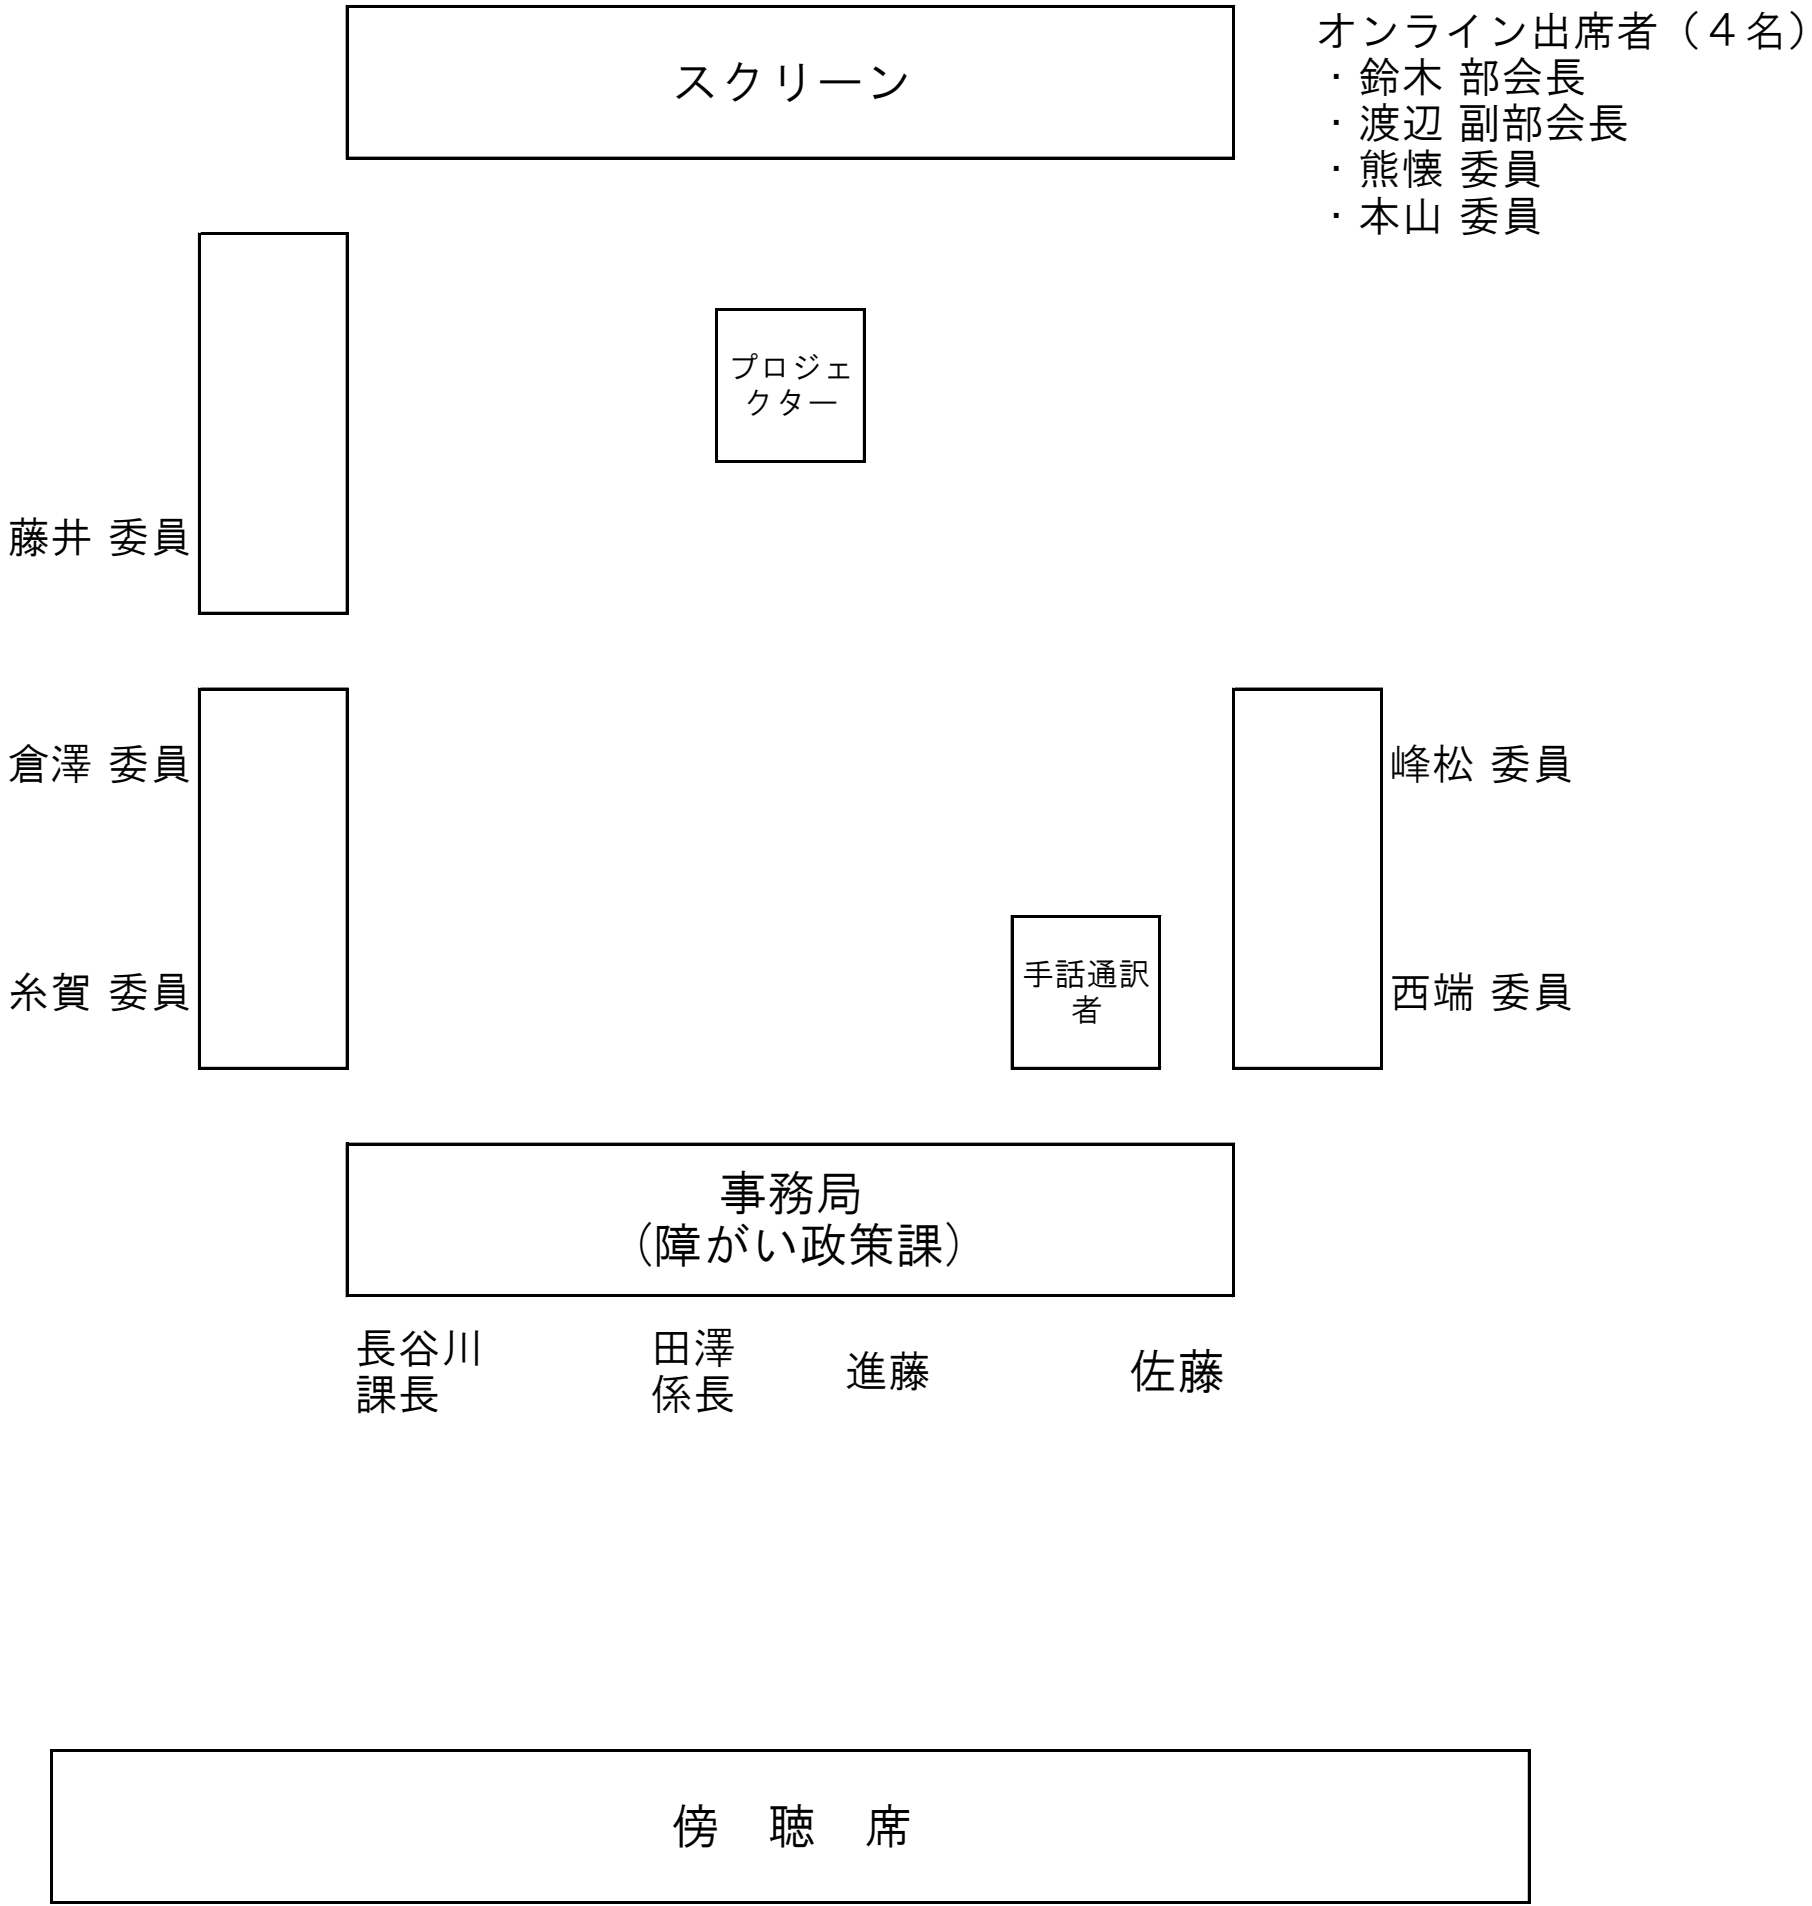 スクリーン
オンライン出席者（４名）
・鈴木 部会長
・渡辺 副部会長
・熊懐 委員
・本山 委員
プロジェ
クター
藤井 委員
倉澤 委員
峰松 委員
糸賀 委員
手話通訳
者
西端 委員
事務局
（障がい政策課）
長谷川
課長
田澤
係長
進藤
佐藤
傍　聴　席